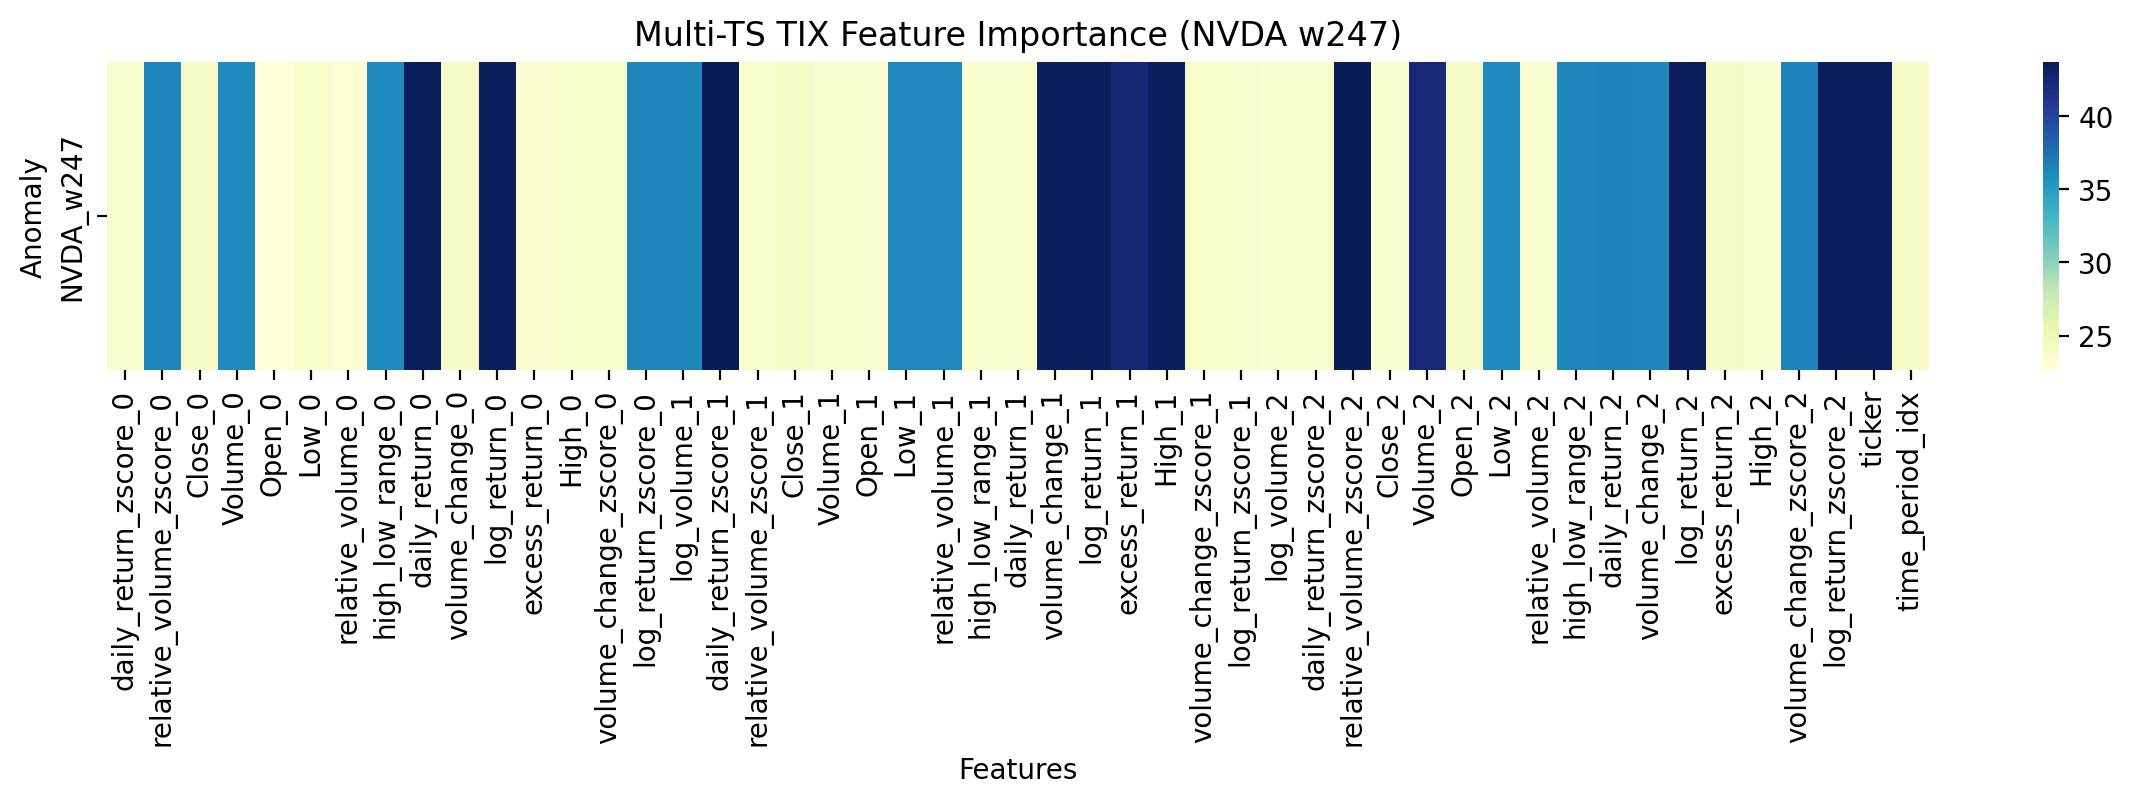 Multi-TS TIX Feature Importance (NVDA w247)
Anomaly
NVDA_w247
40
35
30
25
daily_return_zscore_0
relative_volume_zscore_0
Close_0
Volume_0
Open_0
Low_0
relative_volume_0
high_low_range_0
daily_return_0
volume_change_0
log_return_0
excess_return_0
High_0
volume_change_zscore_0
log_return_zscore_0
log_volume_1
daily_return_zscore_1
relative_volume_zscore_1
Close_1
Volume_1
Open_1
Low_1
relative_volume_1
high_low_range_1
daily_return_1
volume_change_1
log_return_1
excess_return_1
High_1
volume_change_zscore_1
log_return_zscore_1
log_volume_2
daily_return_zscore_2
relative_volume_zscore_2
Close_2
Volume_2
Open_2
Low_2
relative_volume_2
high_low_range_2
daily_return_2
volume_change_2
log_return_2
excess_return_2
High_2
volume_change_zscore_2
log_return_zscore_2
ticker
time_period_idx
Features